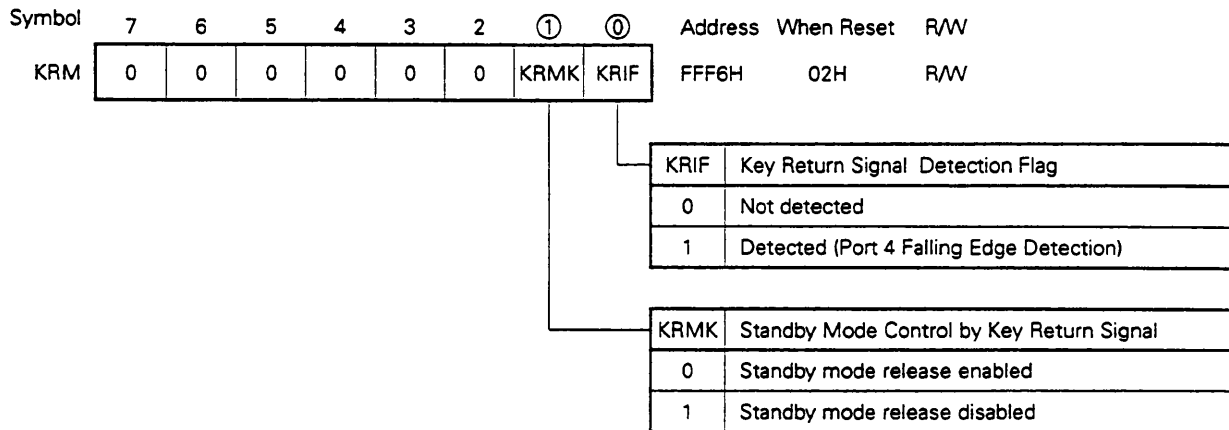 Symbol 7 6 5 4 3 2 ① ⓪ Address When Reset R/W
KRM 0 0 0 0 0 0 KRMK KRIF FFF6H 02H R/W
KRIF Key Return Signal Detection Flag
0 Not detected
1 Detected (Port 4 Falling Edge Detection)
KRMK Standby Mode Control by Key Return Signal
0 Standby mode release enabled
1 Standby mode release disabled